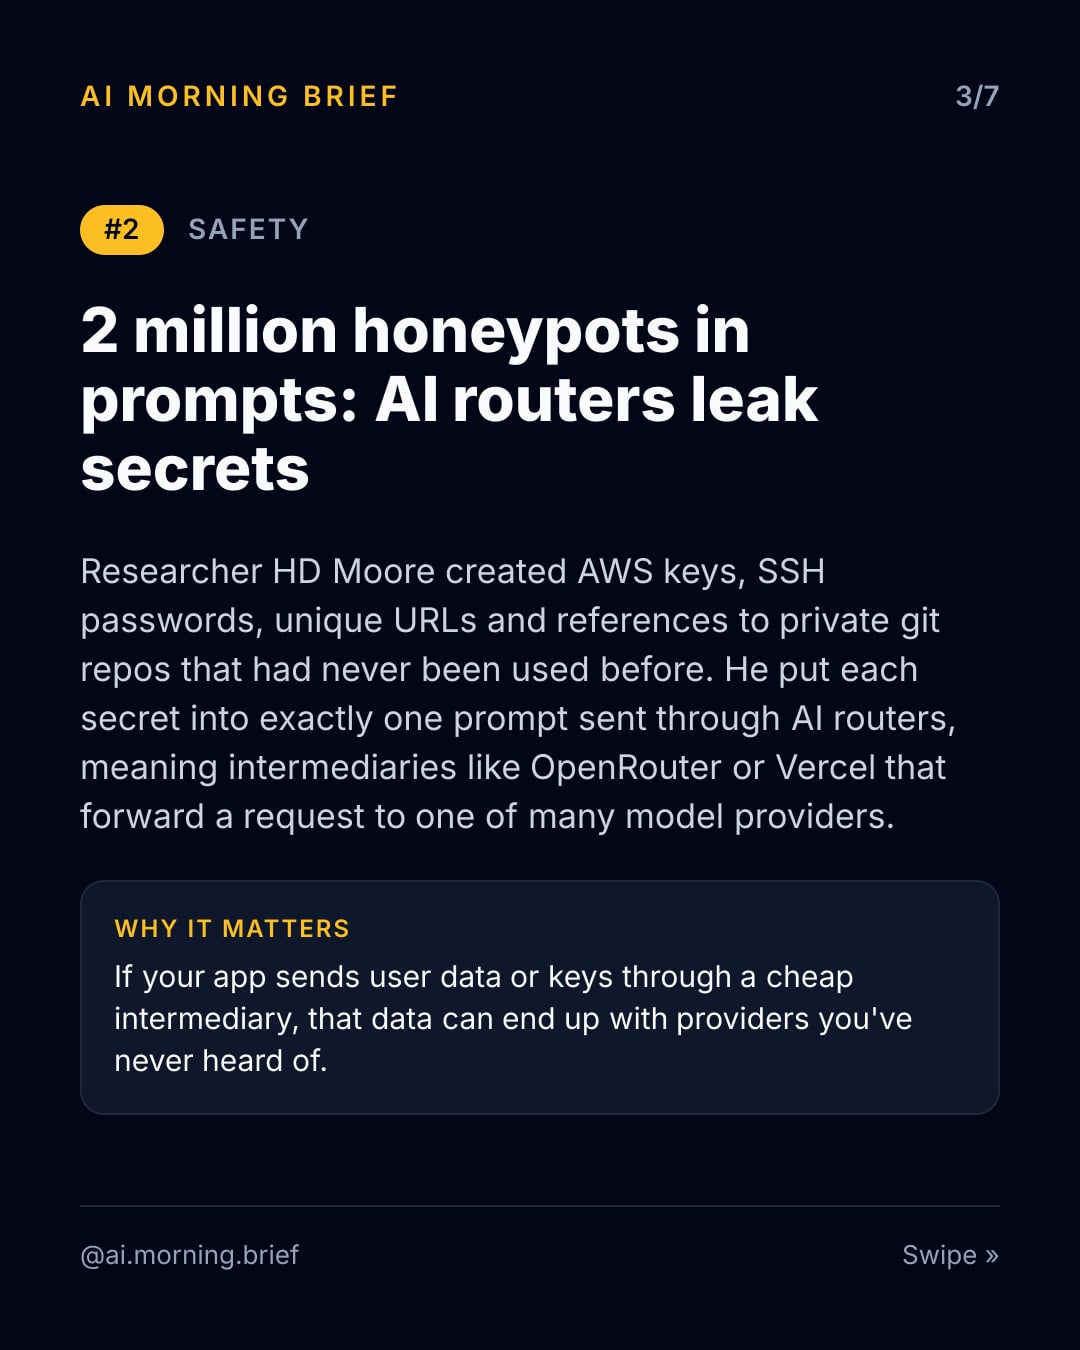 AI MORNING BRIEF
3/7
#2 SAFETY
2 million honeypots in
prompts: AI routers leak
secrets
Researcher HD Moore created AWS keys, SSH
passwords, unique URLs and references to private git
repos that had never been used before. He put each
secret into exactly one prompt sent through AI routers,
meaning intermediaries like OpenRouter or Vercel that
forward a request to one of many model providers.
WHY IT MATTERS
If your app sends user data or keys through a cheap
intermediary, that data can end up with providers you've
never heard of.
@ai.morning.brief
Swipe »